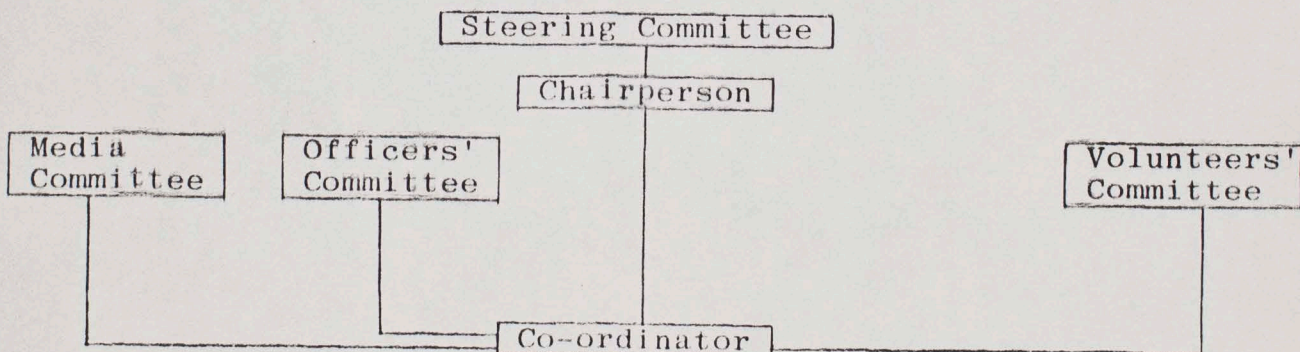 Steering Committee
Chairperson
Media
Committee
Officers'
Committee
Volunteers'
Committee
Co-ordinator